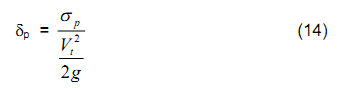 δₚ = σₚ / (Vₜ² / 2g) (14)